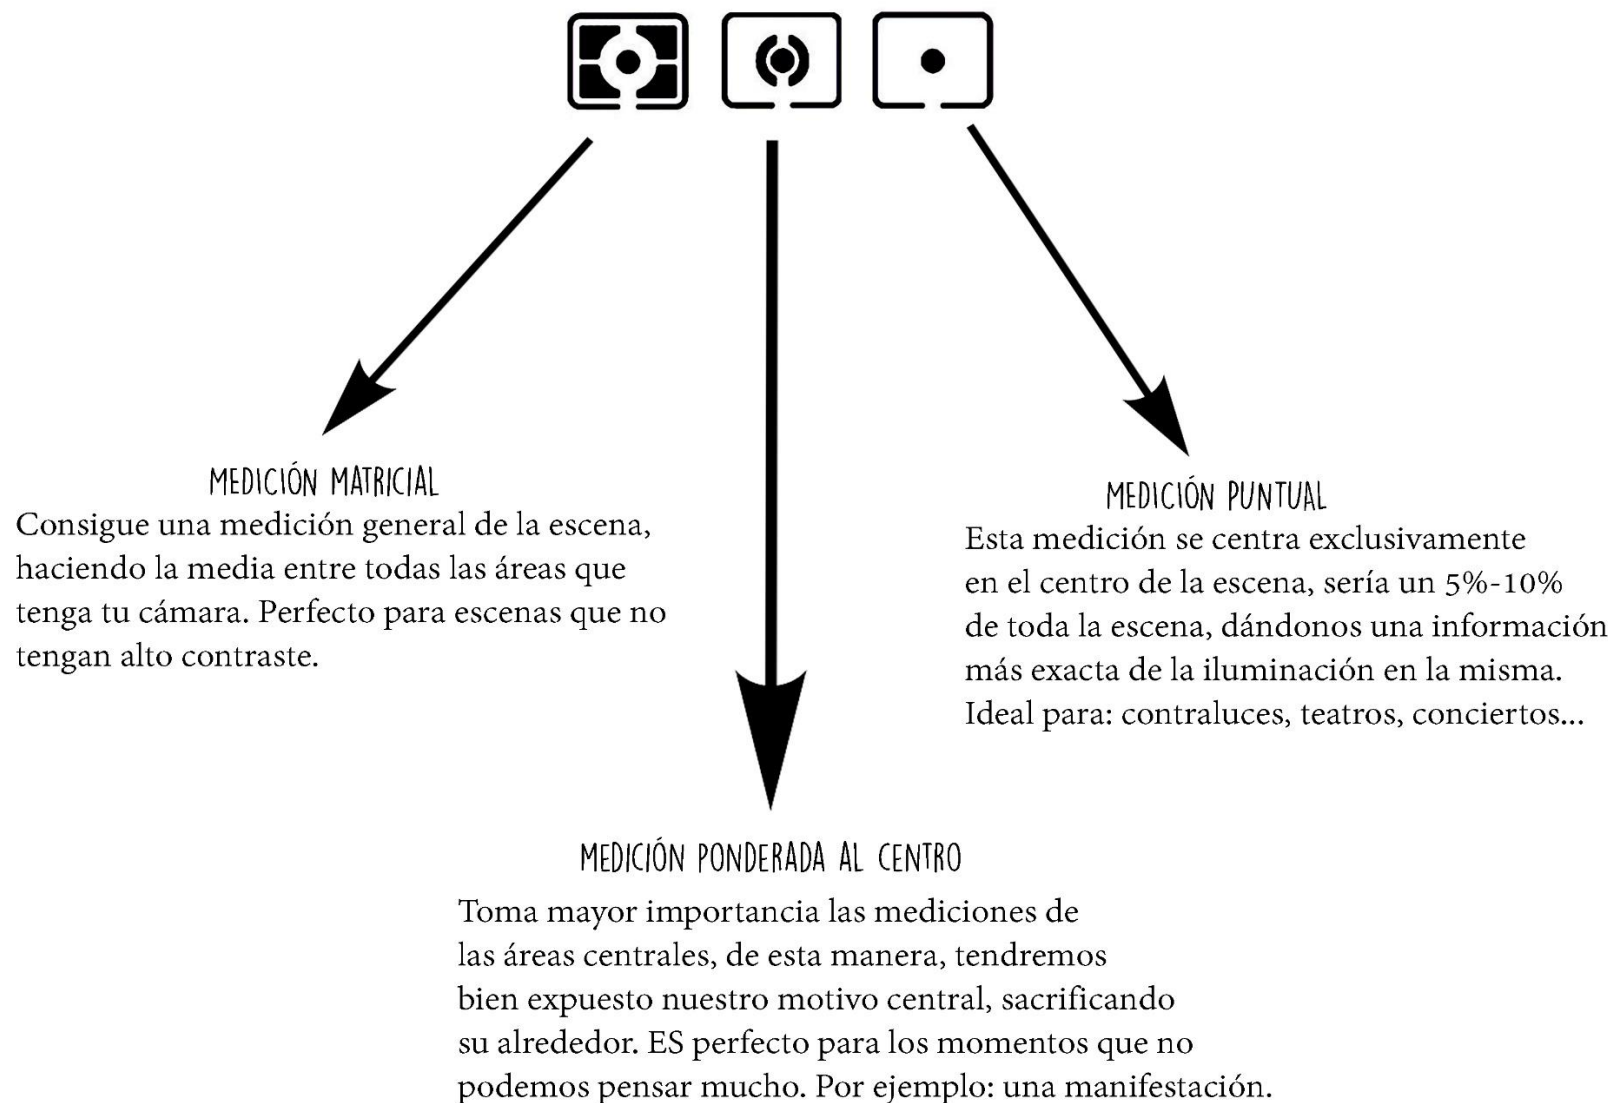 MEDICIÓN MATRICIAL
Consigue una medición general de la escena,
haciendo la media entre todas las áreas que
tenga tu cámara. Perfecto para escenas que no
tengan alto contraste.
MEDICIÓN PUNTUAL
Esta medición se centra exclusivamente
en el centro de la escena, sería un 5%-10%
de toda la escena, dándonos una información
más exacta de la iluminación en la misma.
Ideal para: contraluces, teatros, conciertos...
MEDICIÓN PONDERADA AL CENTRO
Toma mayor importancia las mediciones de
las áreas centrales, de esta manera, tendremos
bien expuesto nuestro motivo central, sacrificando
su alrededor. ES perfecto para los momentos que no
podemos pensar mucho. Por ejemplo: una manifestación.